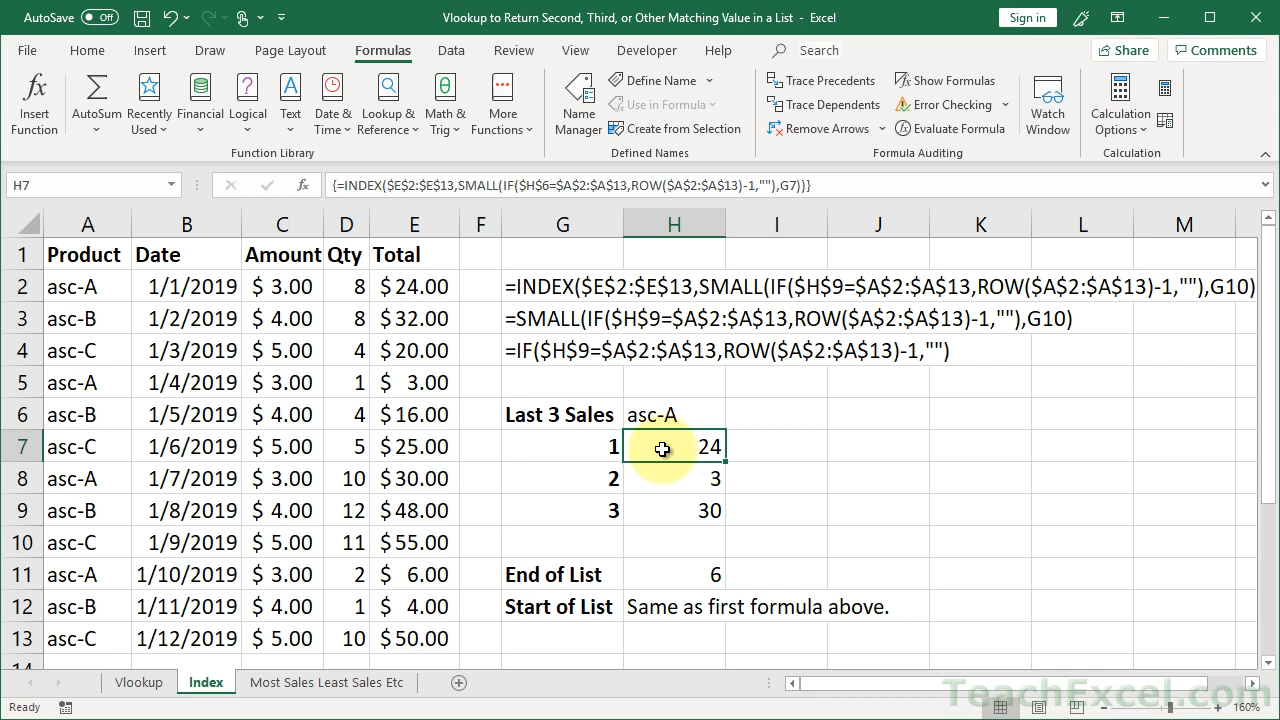 AutoSave Off Vlookup to Return Second, Third, or Other Matching Value in a List - Excel Sign in
File Home Insert Draw Page Layout Formulas Data Review View Developer Help Search Share Comments
Insert Function
AutoSum
Recently Used
Financial
Logical
Text
Date & Time
Lookup & Reference
Math & Trig
More Functions
Function Library
Name Manager
Define Name
Use in Formula
Create from Selection
Defined Names
Trace Precedents
Trace Dependents
Remove Arrows
Show Formulas
Error Checking
Evaluate Formula
Formula Auditing
Watch Window
Calculation Options
Calculation
H7 fx {=INDEX($E$2:$E$13,SMALL(IF($H$6=$A$2:$A$13,ROW($A$2:$A$13)-1,""),G7))}
A B C D E F G H I J K L M
1 Product Date Amount Qty Total
2 asc-A 1/1/2019 $ 3.00 8 $ 24.00 =INDEX($E$2:$E$13,SMALL(IF($H$9=$A$2:$A$13,ROW($A$2:$A$13)-1,""),G10)
3 asc-B 1/2/2019 $ 4.00 8 $ 32.00 =SMALL(IF($H$9=$A$2:$A$13,ROW($A$2:$A$13)-1,""),G10)
4 asc-C 1/3/2019 $ 5.00 4 $ 20.00 =IF($H$9=$A$2:$A$13,ROW($A$2:$A$13)-1,"")
5 asc-A 1/4/2019 $ 3.00 1 $ 3.00
6 asc-B 1/5/2019 $ 4.00 4 $ 16.00 Last 3 Sales asc-A
7 asc-C 1/6/2019 $ 5.00 5 $ 25.00 1 24
8 asc-A 1/7/2019 $ 3.00 10 $ 30.00 2 3
9 asc-B 1/8/2019 $ 4.00 12 $ 48.00 3 30
10 asc-C 1/9/2019 $ 5.00 11 $ 55.00
11 asc-A 1/10/2019 $ 3.00 2 $ 6.00 End of List 6
12 asc-B 1/11/2019 $ 4.00 1 $ 4.00 Start of List Same as first formula above.
13 asc-C 1/12/2019 $ 5.00 10 $ 50.00
14
Vlookup Index Most Sales Least Sales Etc
TeachExcel.com
Ready 160%